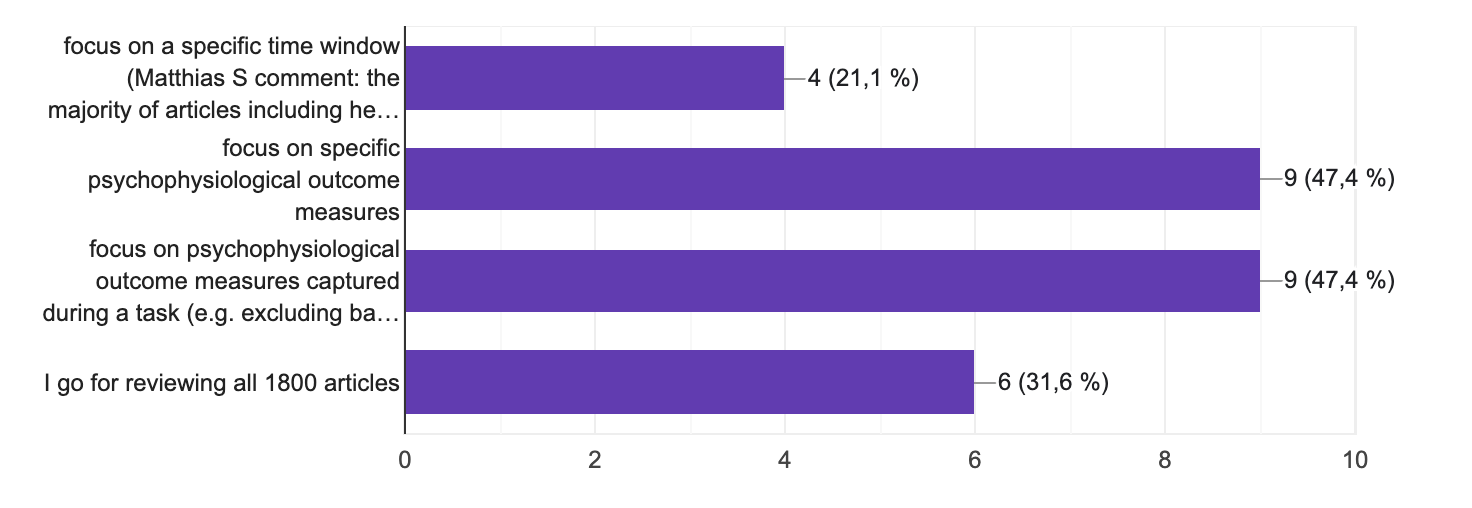 focus on a specific time window
(Matthias S comment: the
majority of articles including he…
4 (21,1 %)
focus on specific
psychophysiological outcome
measures
9 (47,4 %)
focus on psychophysiological
outcome measures captured
during a task (e.g. excluding ba…
9 (47,4 %)
I go for reviewing all 1800 articles
6 (31,6 %)
0 2 4 6 8 10